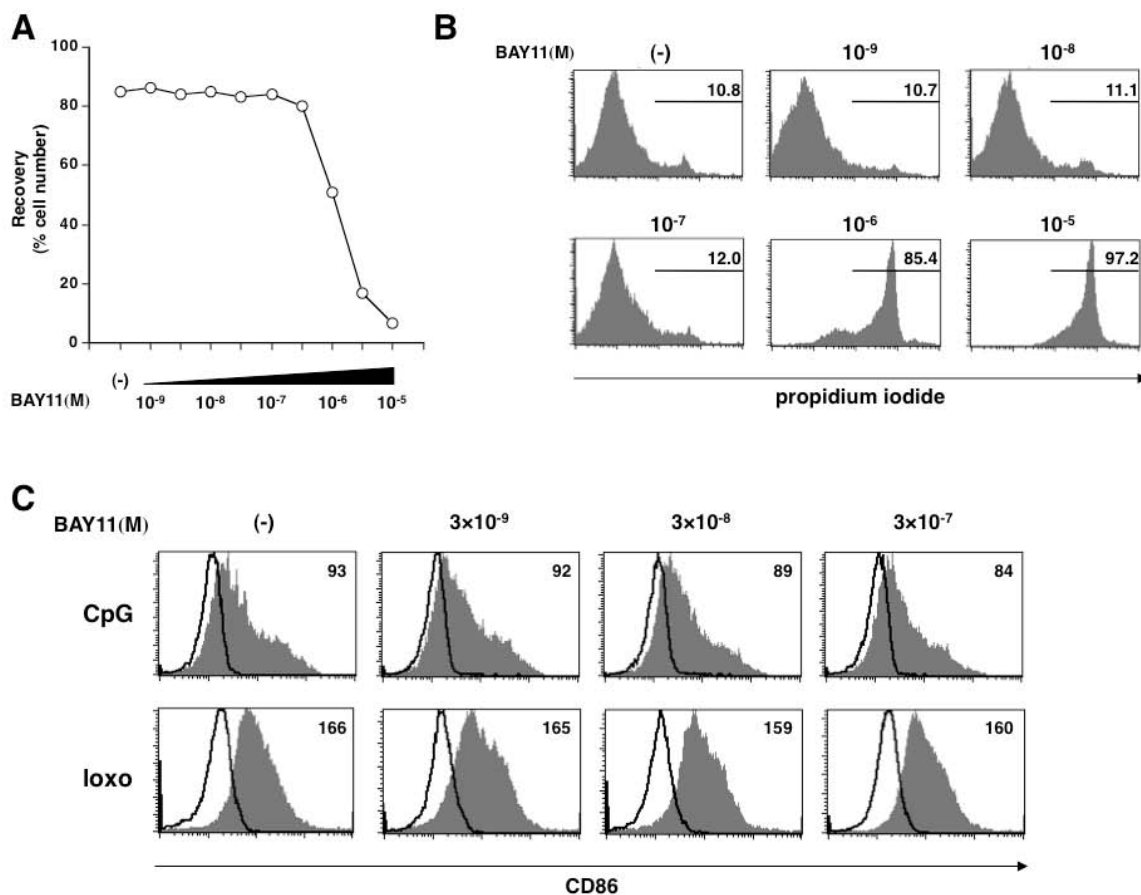 A
100
80
60
40
20
0
Recovery
(% cell number)
(-)
BAY11(M) 10⁻⁹ 10⁻⁸ 10⁻⁷ 10⁻⁶ 10⁻⁵
B
BAY11(M) (-) 10⁻⁹ 10⁻⁸
10.8 10.7 11.1
10⁻⁷ 10⁻⁶ 10⁻⁵
12.0 85.4 97.2
propidium iodide
C
BAY11(M) (-) 3×10⁻⁹ 3×10⁻⁸ 3×10⁻⁷
CpG 93 92 89 84
loxo 166 165 159 160
CD86